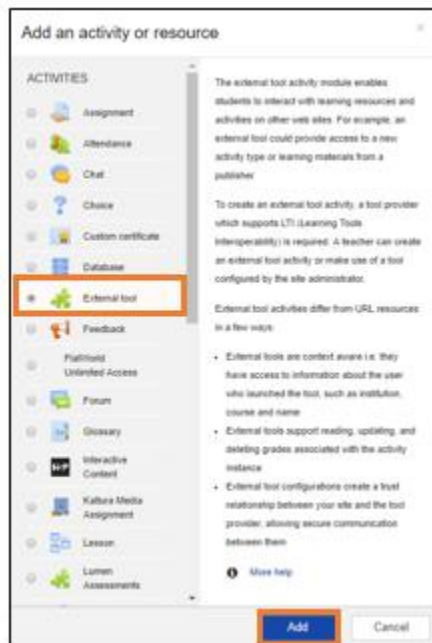 Add an activity or resource
×
ACTIVITIES
Assignment
Attendance
Chat
Choice
Custom certificate
Database
External tool
Feedback
FlatWorld
Unlimited Access
Forum
Glossary
H-P
Interactive
Content
Kaltura Media
Assignment
Lesson
Lumen
Assessments
The external tool activity module enables
students to interact with learning resources and
activities on other web sites. For example, an
external tool could provide access to a new
activity type or learning materials from a
publisher
To create an external tool activity, a tool provider
which supports LTI (Learning Tools
Interoperability) is required. A teacher can create
an external tool activity or make use of a tool
configured by the site administrator.
External tool activities differ from URL resources
in a few ways:
• External tools are context aware i.e. they
have access to information about the user
who launched the tool, such as institution,
course and name
• External tools support reading, updating, and
deleting grades associated with the activity
instance
• External tool configurations create a trust
relationship between your site and the tool
provider, allowing secure communication
between them
More help
Add
Cancel